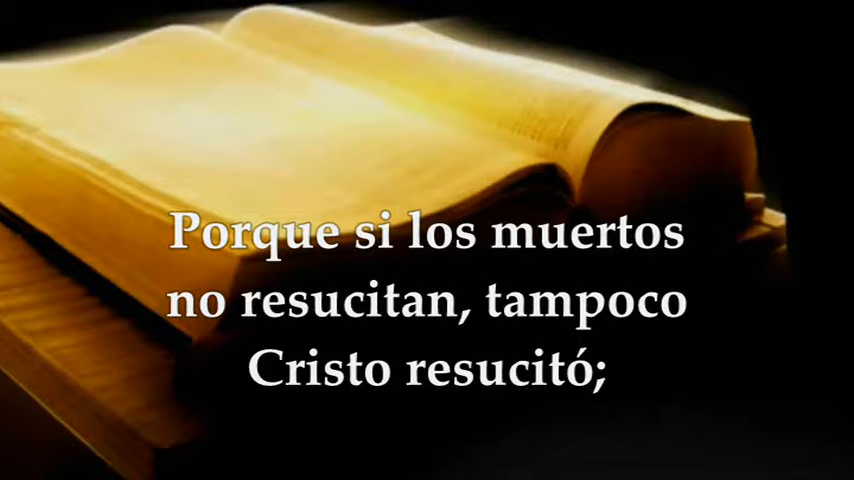 Porque si los muertos
no resucitan, tampoco
Cristo resucitó;